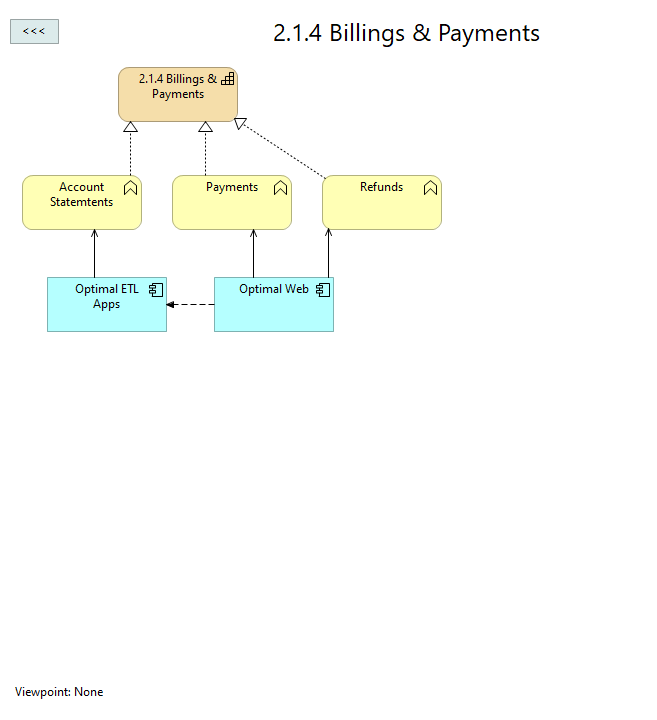 <<<
2.1.4 Billings & Payments
2.1.4 Billings &
Payments
Account
Statemtents
Payments
Refunds
Optimal ETL
Apps
Optimal Web
Viewpoint: None